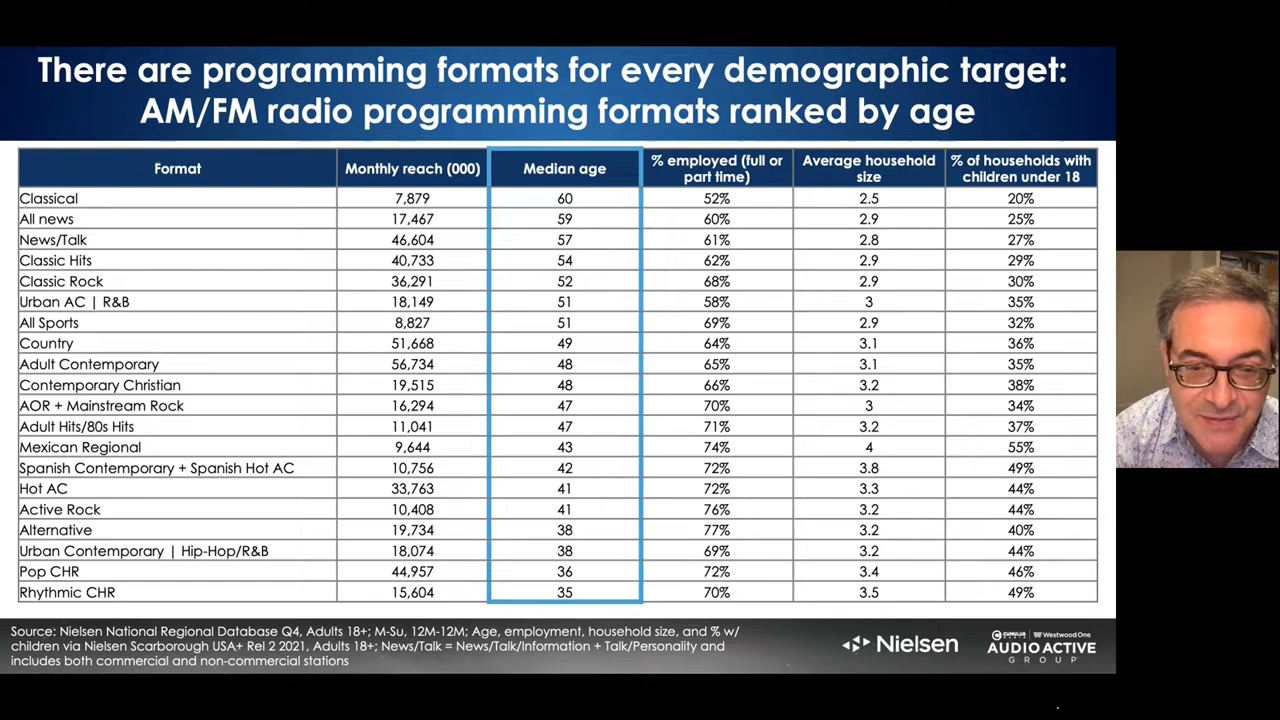 There are programming formats for every demographic target:
AM/FM radio programming formats ranked by age
Format Monthly reach (000) Median age % employed (full or part time) Average household size % of households with children under 18
Classical 7,879 60 52% 2.5 20%
All news 17,467 59 60% 2.9 25%
News/Talk 46,604 57 61% 2.8 27%
Classic Hits 40,733 54 62% 2.9 29%
Classic Rock 36,291 52 68% 2.9 30%
Urban AC | R&B 18,149 51 58% 3 35%
All Sports 8,827 51 69% 2.9 32%
Country 51,668 49 64% 3.1 36%
Adult Contemporary 56,734 48 65% 3.1 35%
Contemporary Christian 19,515 48 66% 3.2 38%
AOR + Mainstream Rock 16,294 47 70% 3 34%
Adult Hits/80s Hits 11,041 47 71% 3.2 37%
Mexican Regional 9,644 43 74% 4 55%
Spanish Contemporary + Spanish Hot AC 10,756 42 72% 3.8 49%
Hot AC 33,763 41 72% 3.3 44%
Active Rock 10,408 41 76% 3.2 44%
Alternative 19,734 38 77% 3.2 40%
Urban Contemporary | Hip-Hop/R&B 18,074 38 69% 3.2 44%
Pop CHR 44,957 36 72% 3.4 46%
Rhythmic CHR 15,604 35 70% 3.5 49%
Source: Nielsen National Regional Database Q4, Adults 18+; M-Su, 12M-12M; Age, employment, household size, and % w/
children via Nielsen Scarborough USA+ Rel 2 2021, Adults 18+; News/Talk = News/Talk/Information + Talk/Personality and
includes both commercial and non-commercial stations
Nielsen
CUMULUS MEDIA | Westwood One
AUDIO ACTIVE
GROUP